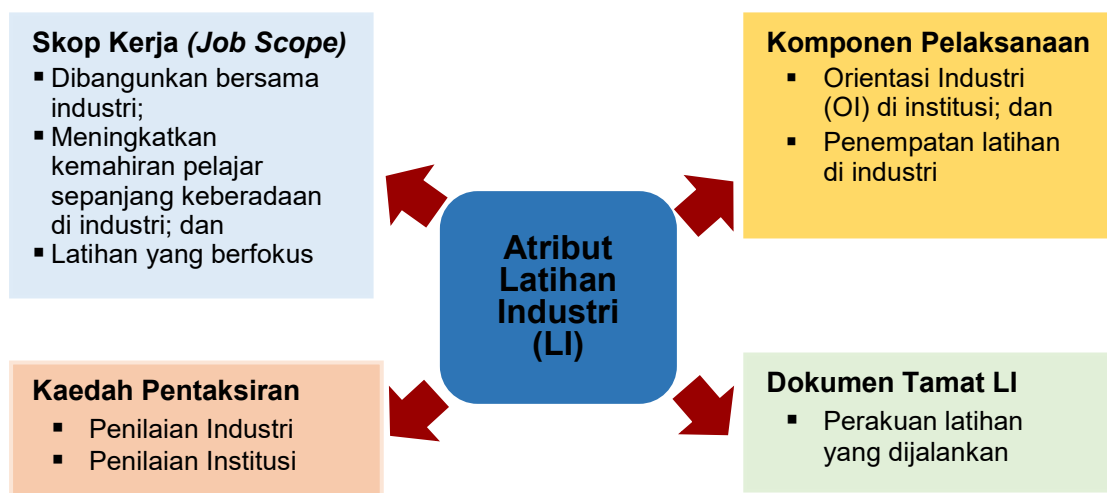 Skop Kerja (Job Scope)
▪ Dibangunkan bersama
industri;
▪ Meningkatkan
kemahiran pelajar
sepanjang keberadaan
di industri; dan
▪ Latihan yang berfokus
Komponen Pelaksanaan
▪ Orientasi Industri
(OI) di institusi; dan
▪ Penempatan latihan
di industri
Atribut
Latihan
Industri
(LI)
Kaedah Pentaksiran
▪ Penilaian Industri
▪ Penilaian Institusi
Dokumen Tamat LI
▪ Perakuan latihan
yang dijalankan